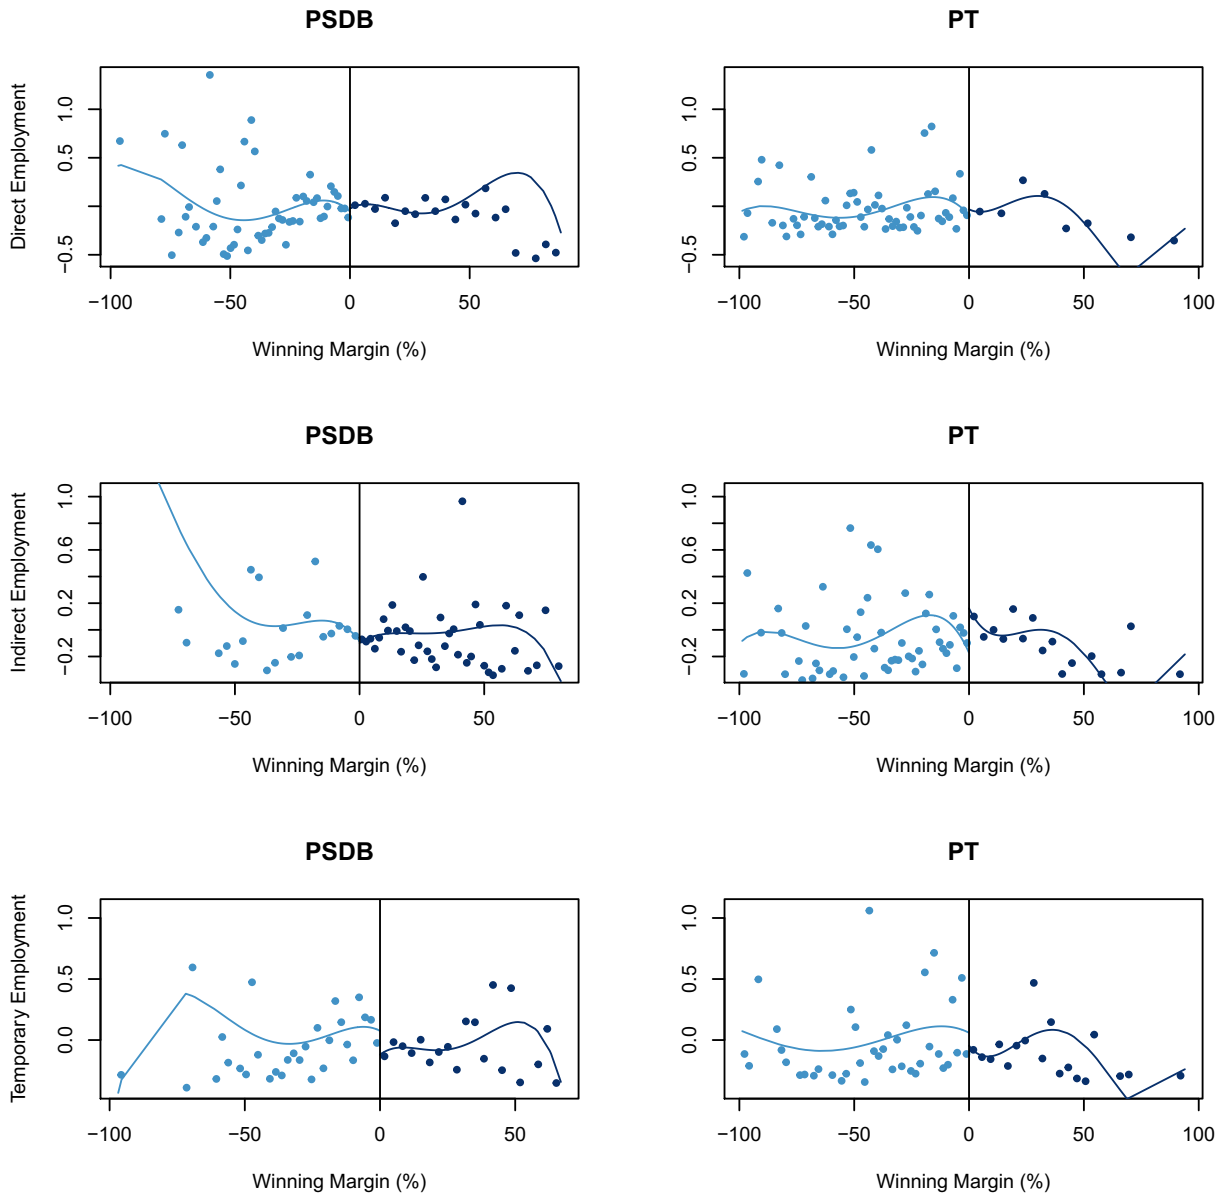 PSDB PT
Direct Employment
1.0 0.5 −0.5
1.0 0.5 −0.5
−100 −50 0 50
−100 −50 0 50 100
Winning Margin (%) Winning Margin (%)
PSDB PT
Indirect Employment
1.0 0.6 0.2 −0.2
1.0 0.6 0.2 −0.2
−100 −50 0 50
−100 −50 0 50 100
Winning Margin (%) Winning Margin (%)
PSDB PT
Temporary Employment
1.0 0.5 0.0
1.0 0.5 0.0
−100 −50 0 50
−100 −50 0 50 100
Winning Margin (%) Winning Margin (%)